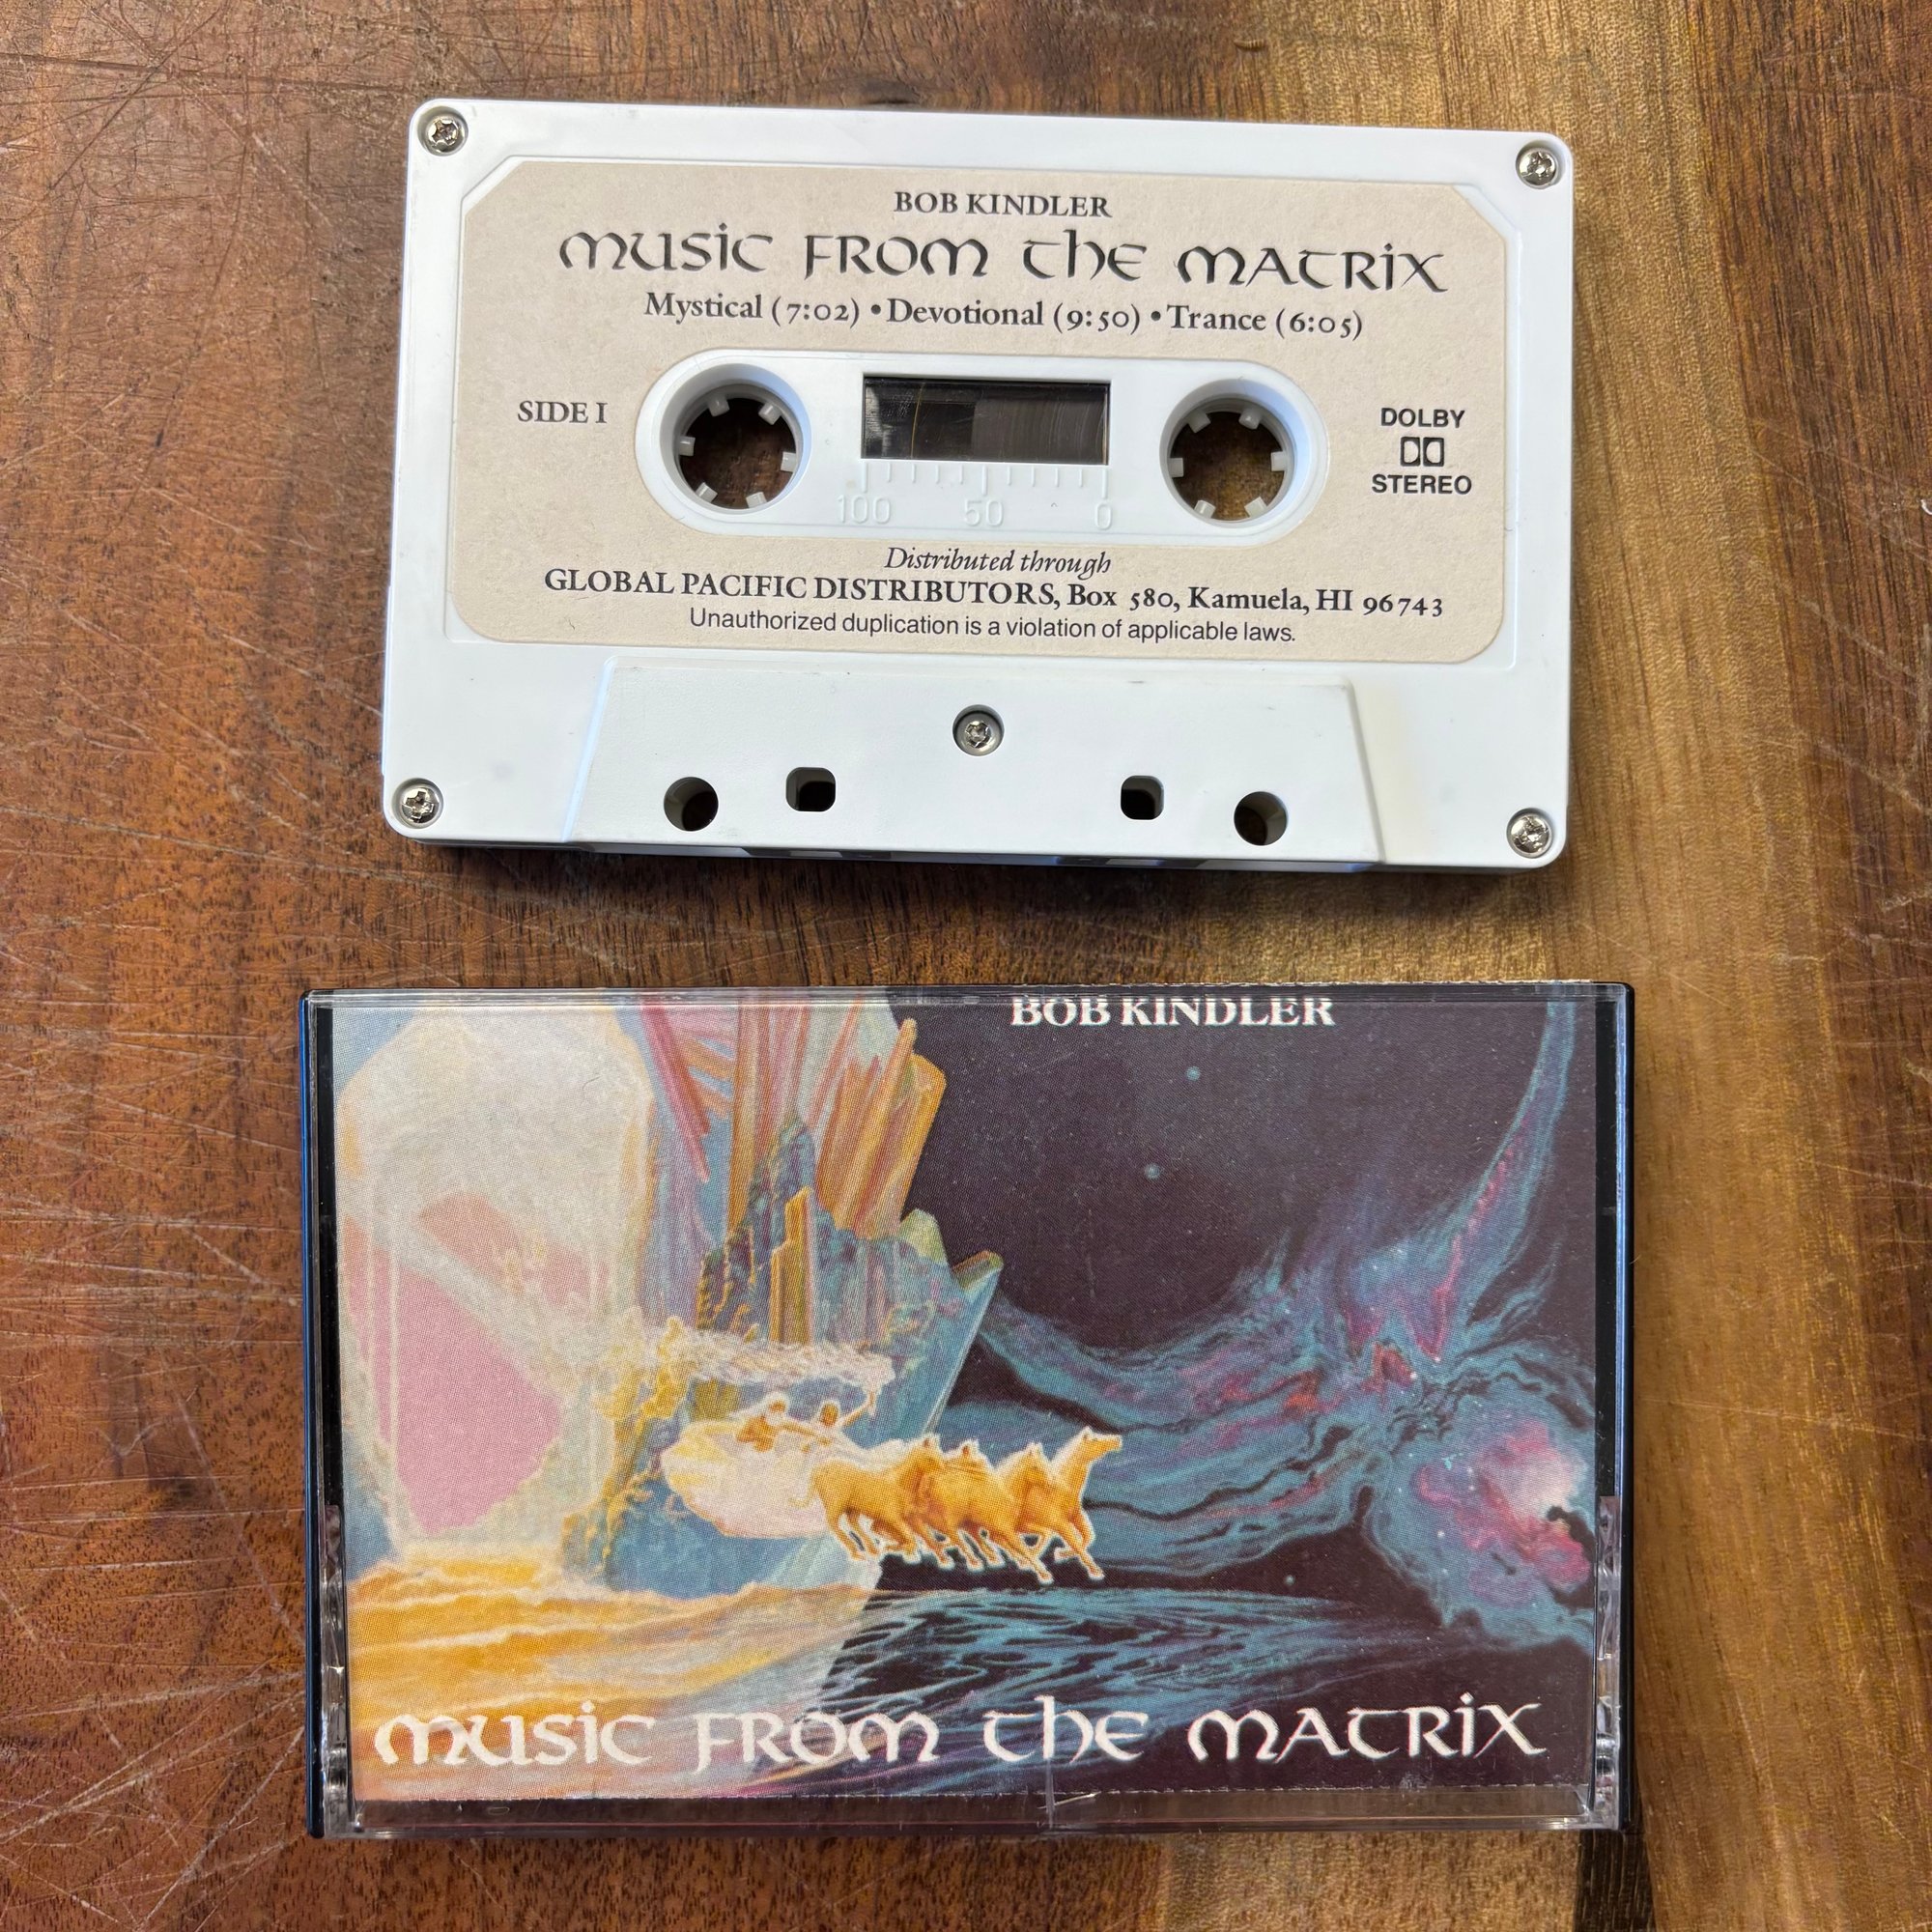 BOB KINDLER
MUSIC FROM THE MATRIX
Mystical (7:02) • Devotional (9:50) • Trance (6:05)
SIDE I
DOLBY
STEREO
100 50 0
Distributed through
GLOBAL PACIFIC DISTRIBUTORS, Box 580, Kamuela, HI 96743
Unauthorized duplication is a violation of applicable laws.
BOB KINDLER
MUSIC FROM THE MATRIX